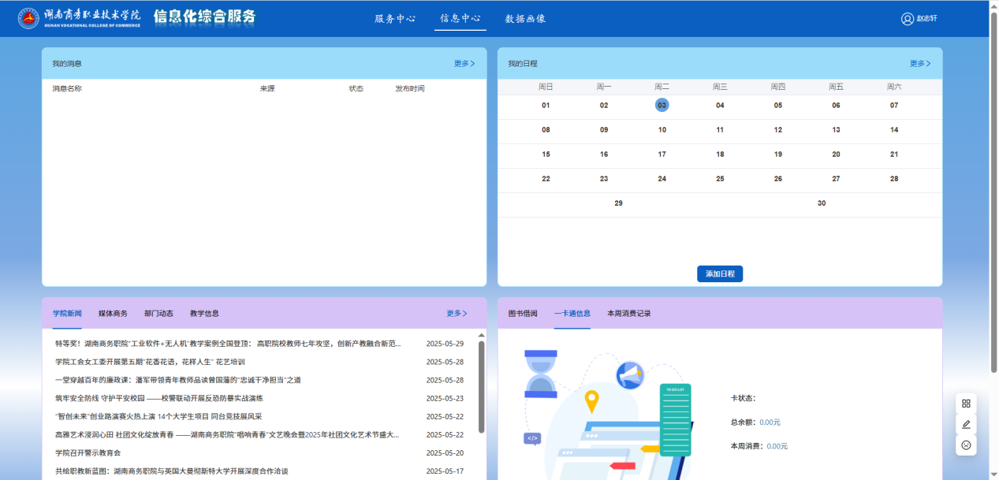 湖南商务职业技术学院 信息化综合服务
HUNAN VOCATIONAL COLLEGE OF COMMERCE
服务中心 信息中心 数据画像
赵志轩
我的消息 更多
消息名称 来源 状态 发布时间
我的日程 更多
周日 周一 周二 周三 周四 周五 周六
01 02 03 04 05 06 07
08 09 10 11 12 13 14
15 16 17 18 19 20 21
22 23 24 25 26 27 28
29 30
添加日程
学院新闻 媒体商务 部门动态 教学信息 更多
特等奖！湖南商务职院"工业软件+无人机"教学案例全国登顶： 高职院校教师七年攻坚，创新产教融合新范... 2025-05-29
学院工会女工委开展第五期"花香花语，花样人生" 花艺培训 2025-05-28
一堂穿越百年的廉政课：潘军带领青年教师品读曾国藩的"忠诚干净担当"之道 2025-05-28
筑牢安全防线 守护平安校园 ——校警联动开展反恐防暴实战演练 2025-05-23
"智创未来"创业路演赛火热上演 14个大学生项目 同台竞技展风采 2025-05-22
高雅艺术浸润心田 社团文化绽放青春 ——湖南商务职院"唱响青春"文艺晚会暨2025年社团文化艺术节盛大... 2025-05-22
学院召开警示教育会 2025-05-20
共绘职教新蓝图：湖南商务职院与英国大曼彻斯特大学开展深度合作洽谈 2025-05-17
图书借阅 一卡通信息 本周消费记录
TO DO LIST
</>
卡状态：
总余额：0.00元
本周消费：0.00元